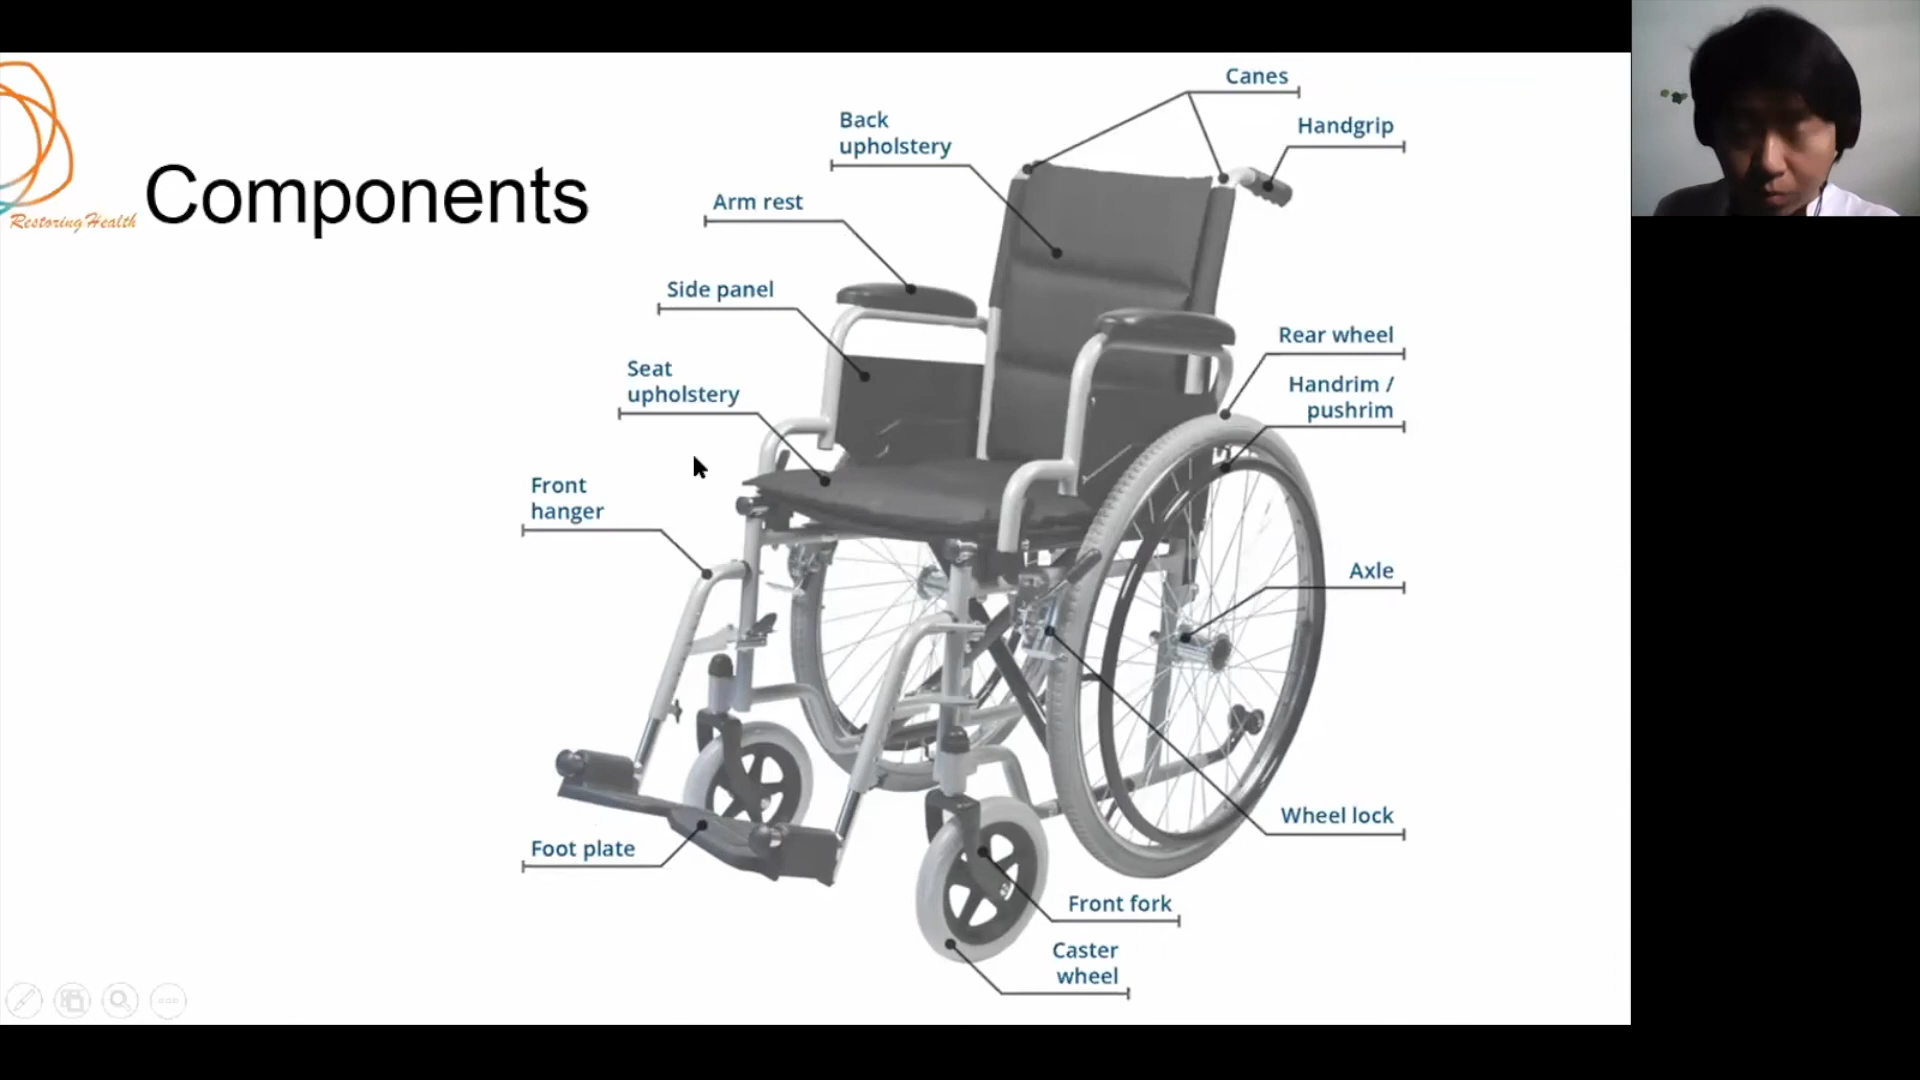 Restoring Health
Components
Canes
Handgrip
Back
upholstery
Arm rest
Side panel
Seat
upholstery
Rear wheel
Handrim /
pushrim
Front
hanger
Axle
Wheel lock
Foot plate
Front fork
Caster
wheel